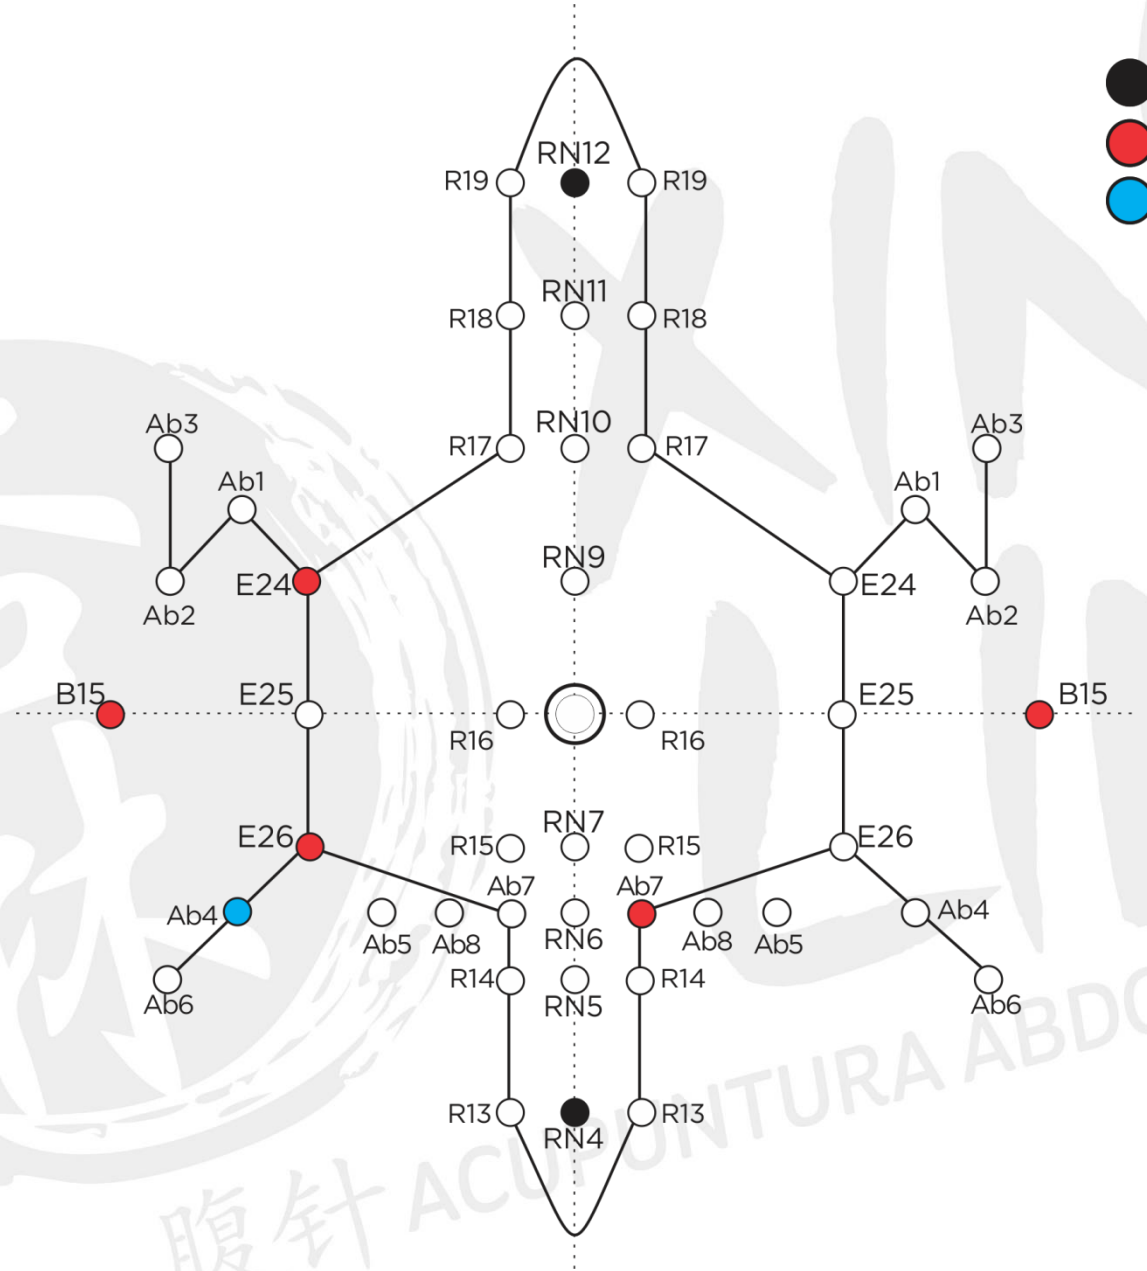 RN12
R19 R19
RN11
R18 R18
RN10
R17 R17
Ab3 Ab3
Ab1 Ab1
RN9
E24 E24
Ab2 Ab2
B15 E25 E25 B15
R16 R16
RN7
E26 R15 R15 E26
Ab7 Ab7
Ab4 Ab4
Ab5 Ab8 RN6 Ab8 Ab5
R14 R14
Ab6 RN5 Ab6
R13 R13
RN4
腹针 ACUPUNTURA ABDO